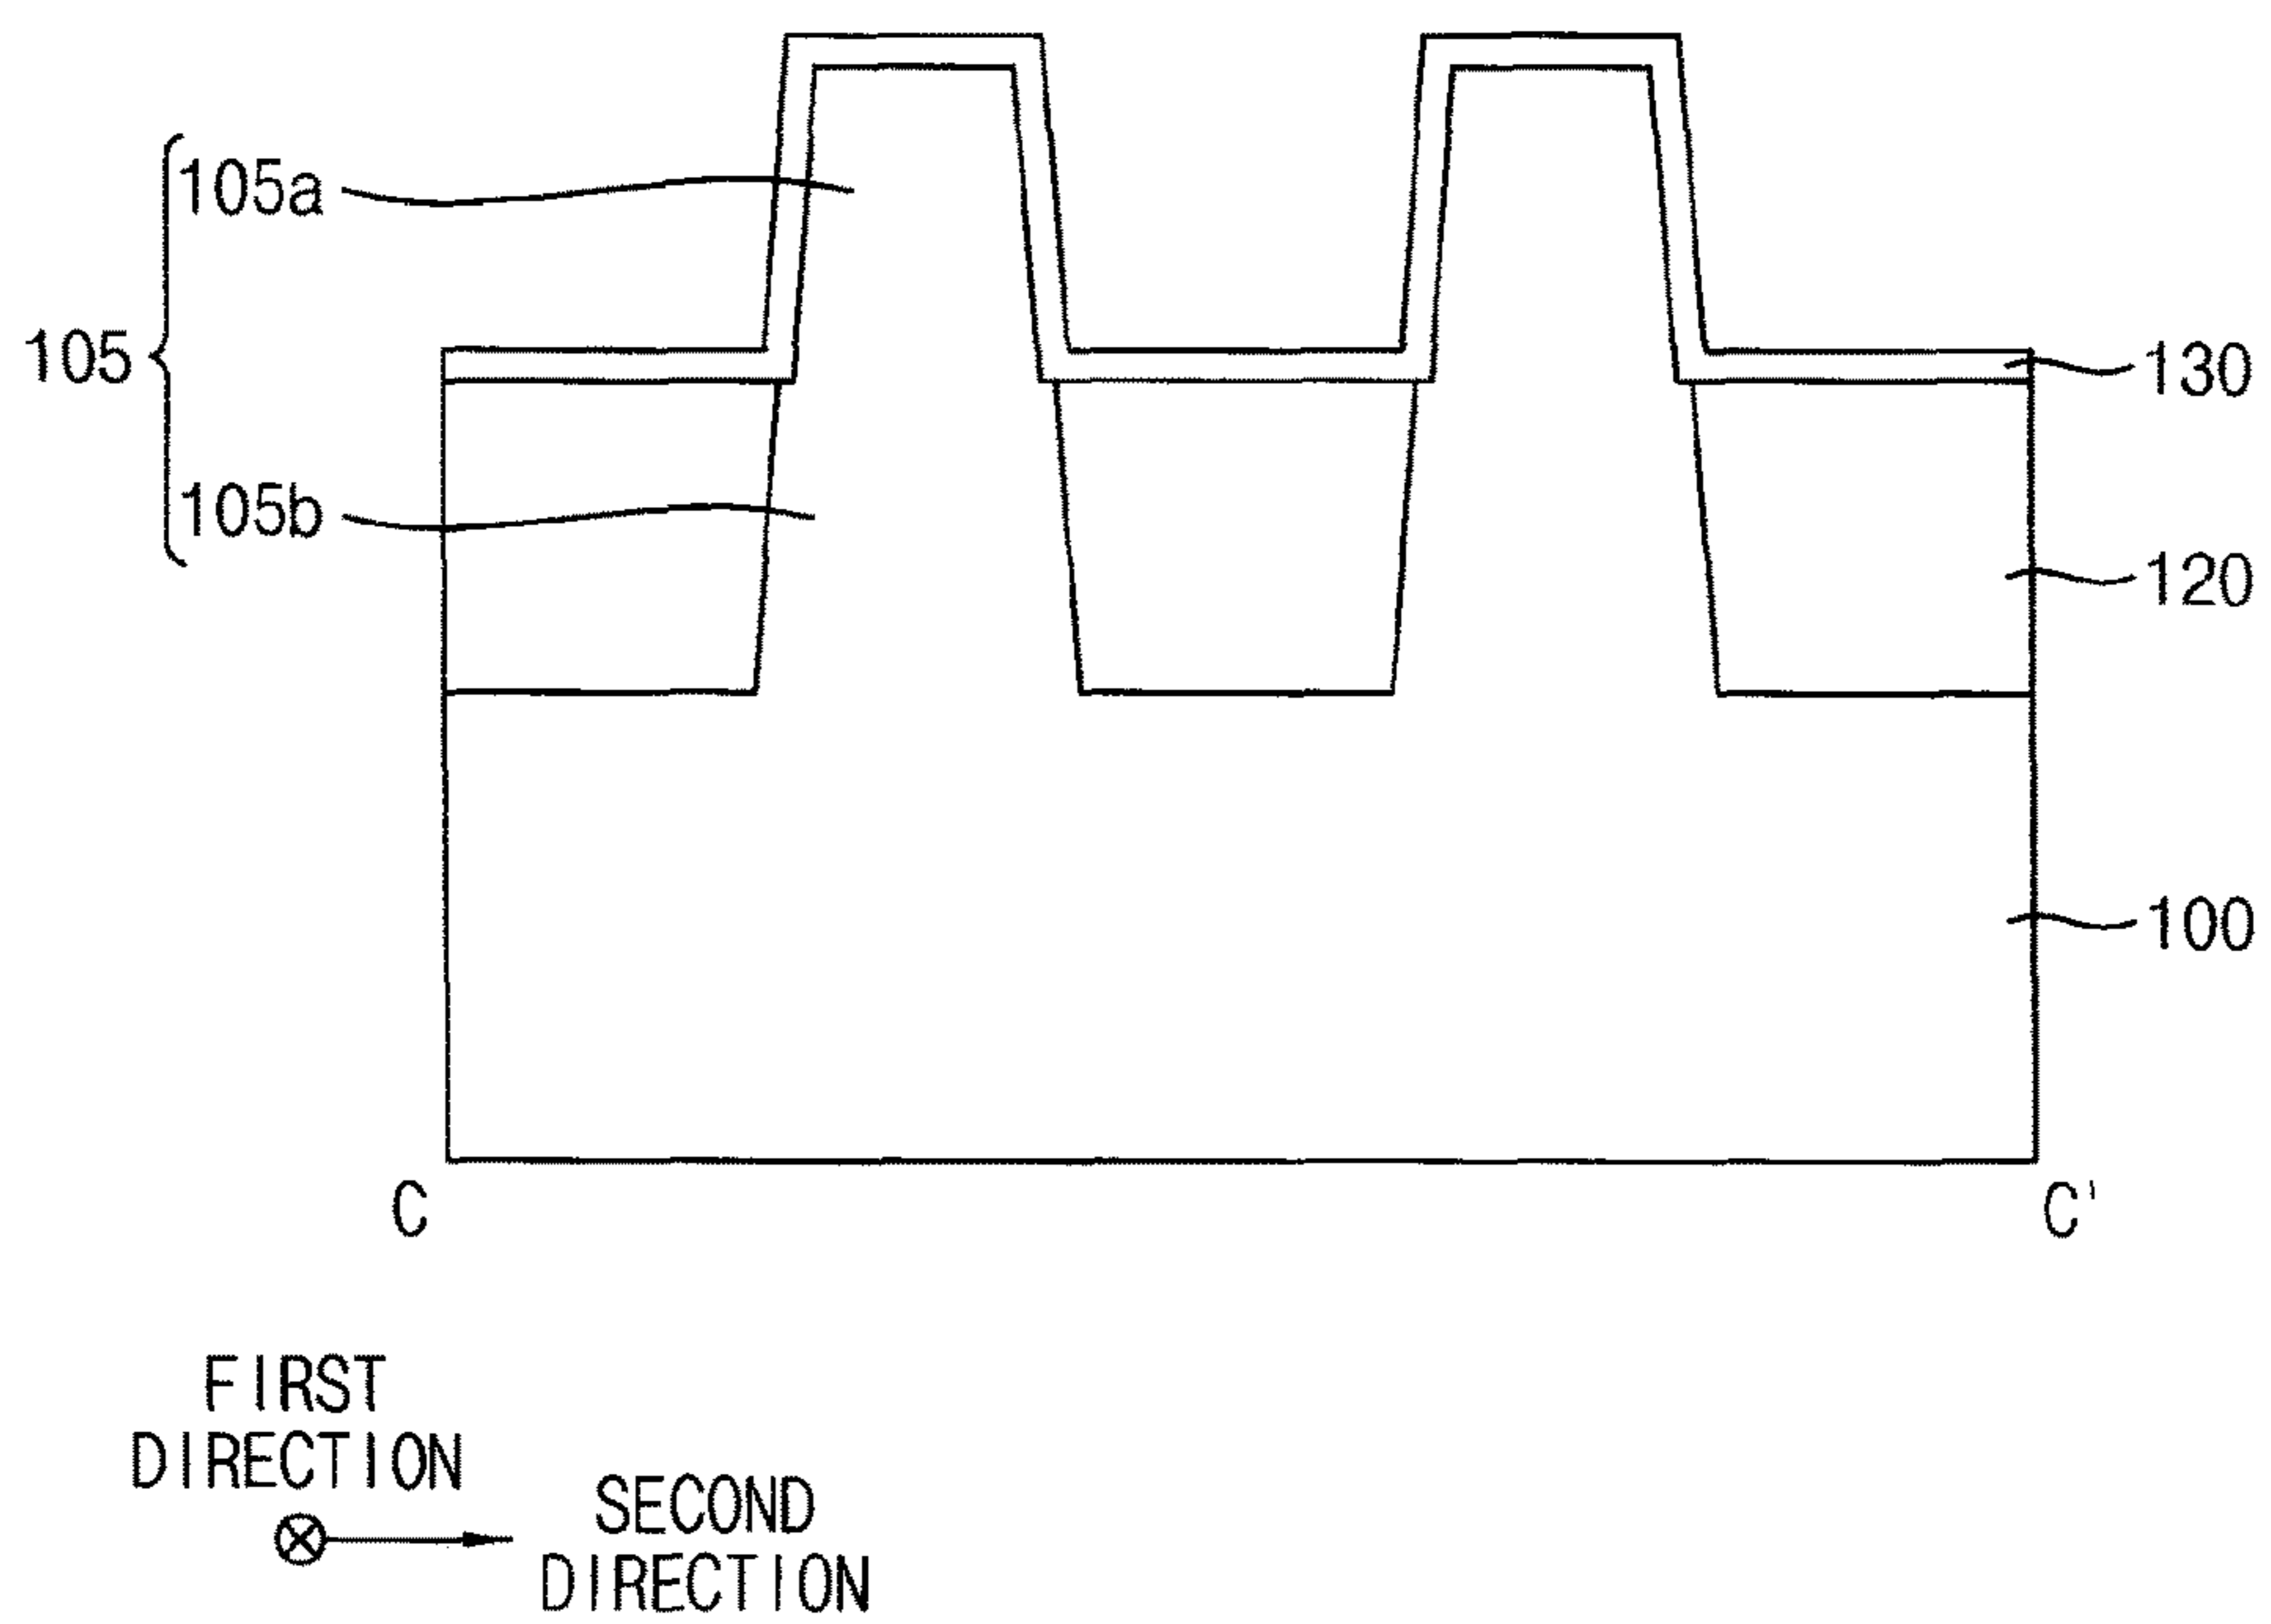 105a
105
130
105b
120
100
C
C'
FIRST
DIRECTION
SECOND
DIRECTION